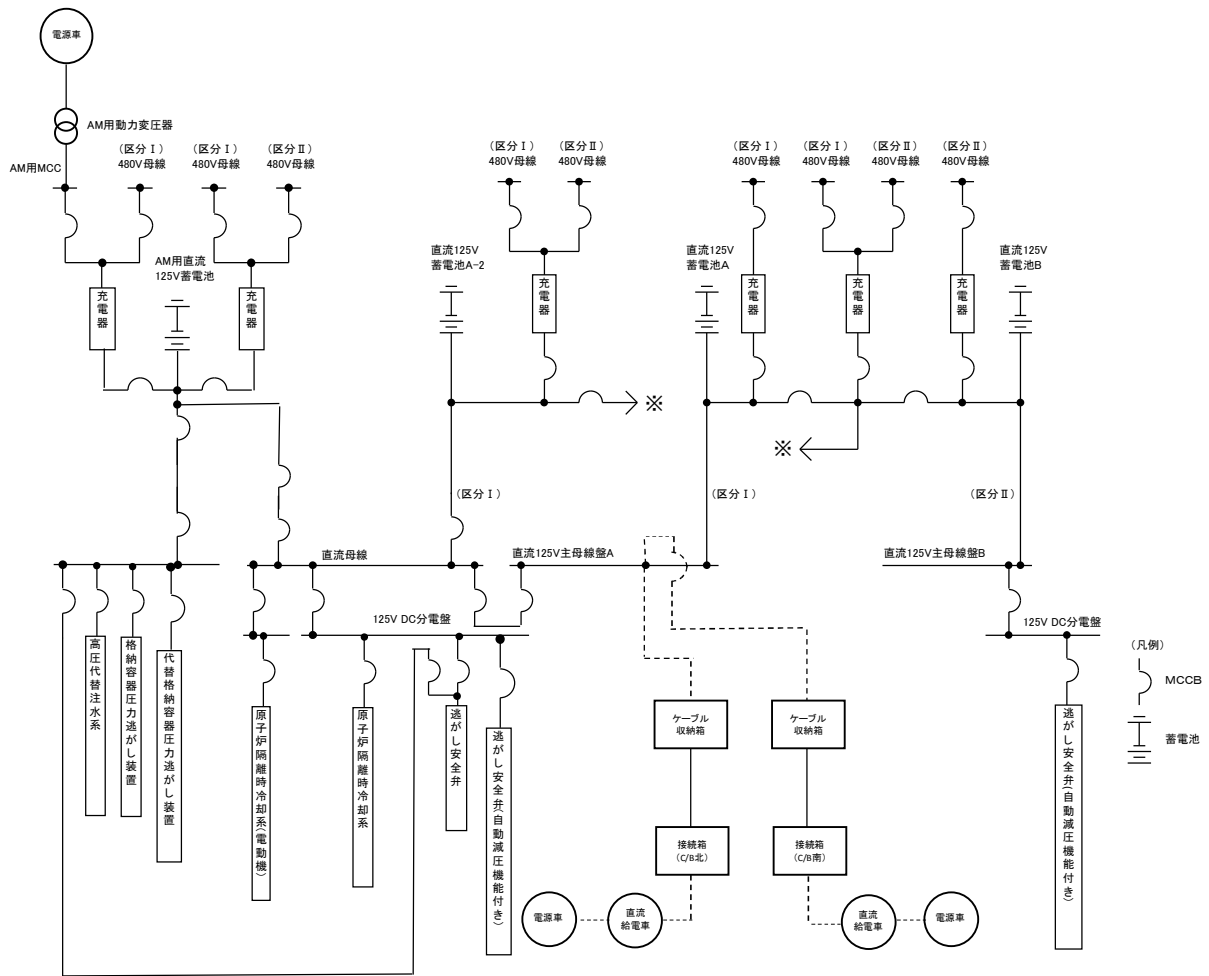 電源車
AM用動力変圧器
AM用MCC
（区分Ⅰ）
480V母線
（区分Ⅰ）
480V母線
（区分Ⅱ）
480V母線
（区分Ⅰ）
480V母線
（区分Ⅱ）
480V母線
（区分Ⅰ）
480V母線
（区分Ⅰ）
480V母線
（区分Ⅱ）
480V母線
（区分Ⅱ）
480V母線
AM用直流
125V蓄電池
直流125V
蓄電池A-2
直流125V
蓄電池A
直流125V
蓄電池B
充電器
充電器
充電器
充電器
充電器
充電器
※
※
（区分Ⅰ）
（区分Ⅰ）
（区分Ⅱ）
直流母線
直流125V主母線盤A
直流125V主母線盤B
125V DC分電盤
125V DC分電盤
高圧代替注水系
格納容器圧力逃がし装置
代替格納容器圧力逃がし装置
原子炉隔離時冷却系(電動機)
原子炉隔離時冷却系
逃がし安全弁
逃がし安全弁(自動減圧機能付き)
逃がし安全弁(自動減圧機能付き)
ケーブル
収納箱
ケーブル
収納箱
接続箱
(C/B北)
接続箱
(C/B南)
電源車
直流
給電車
直流
給電車
電源車
（凡例）
MCCB
蓄電池